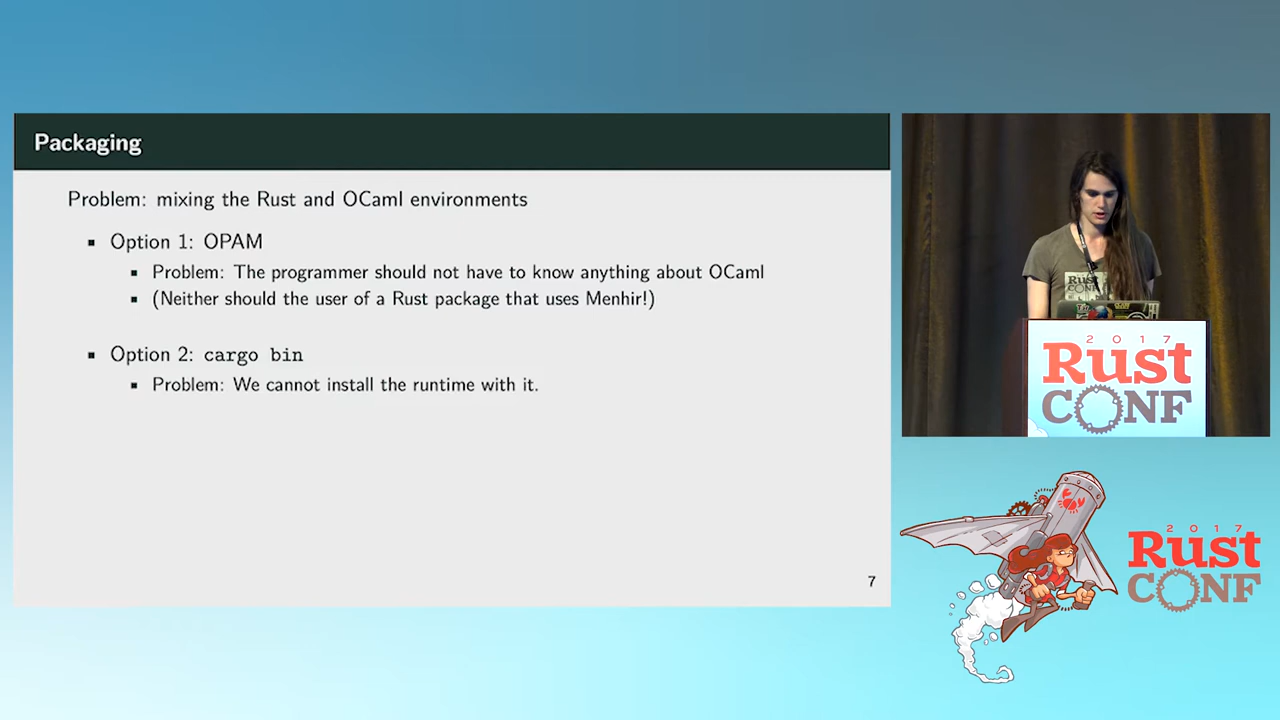 Packaging
Problem: mixing the Rust and OCaml environments
Option 1: OPAM
Problem: The programmer should not have to know anything about OCaml
(Neither should the user of a Rust package that uses Menhir!)
Option 2: cargo bin
Problem: We cannot install the runtime with it.
7
2017
Rust
CONF
2017
Rust
CONF